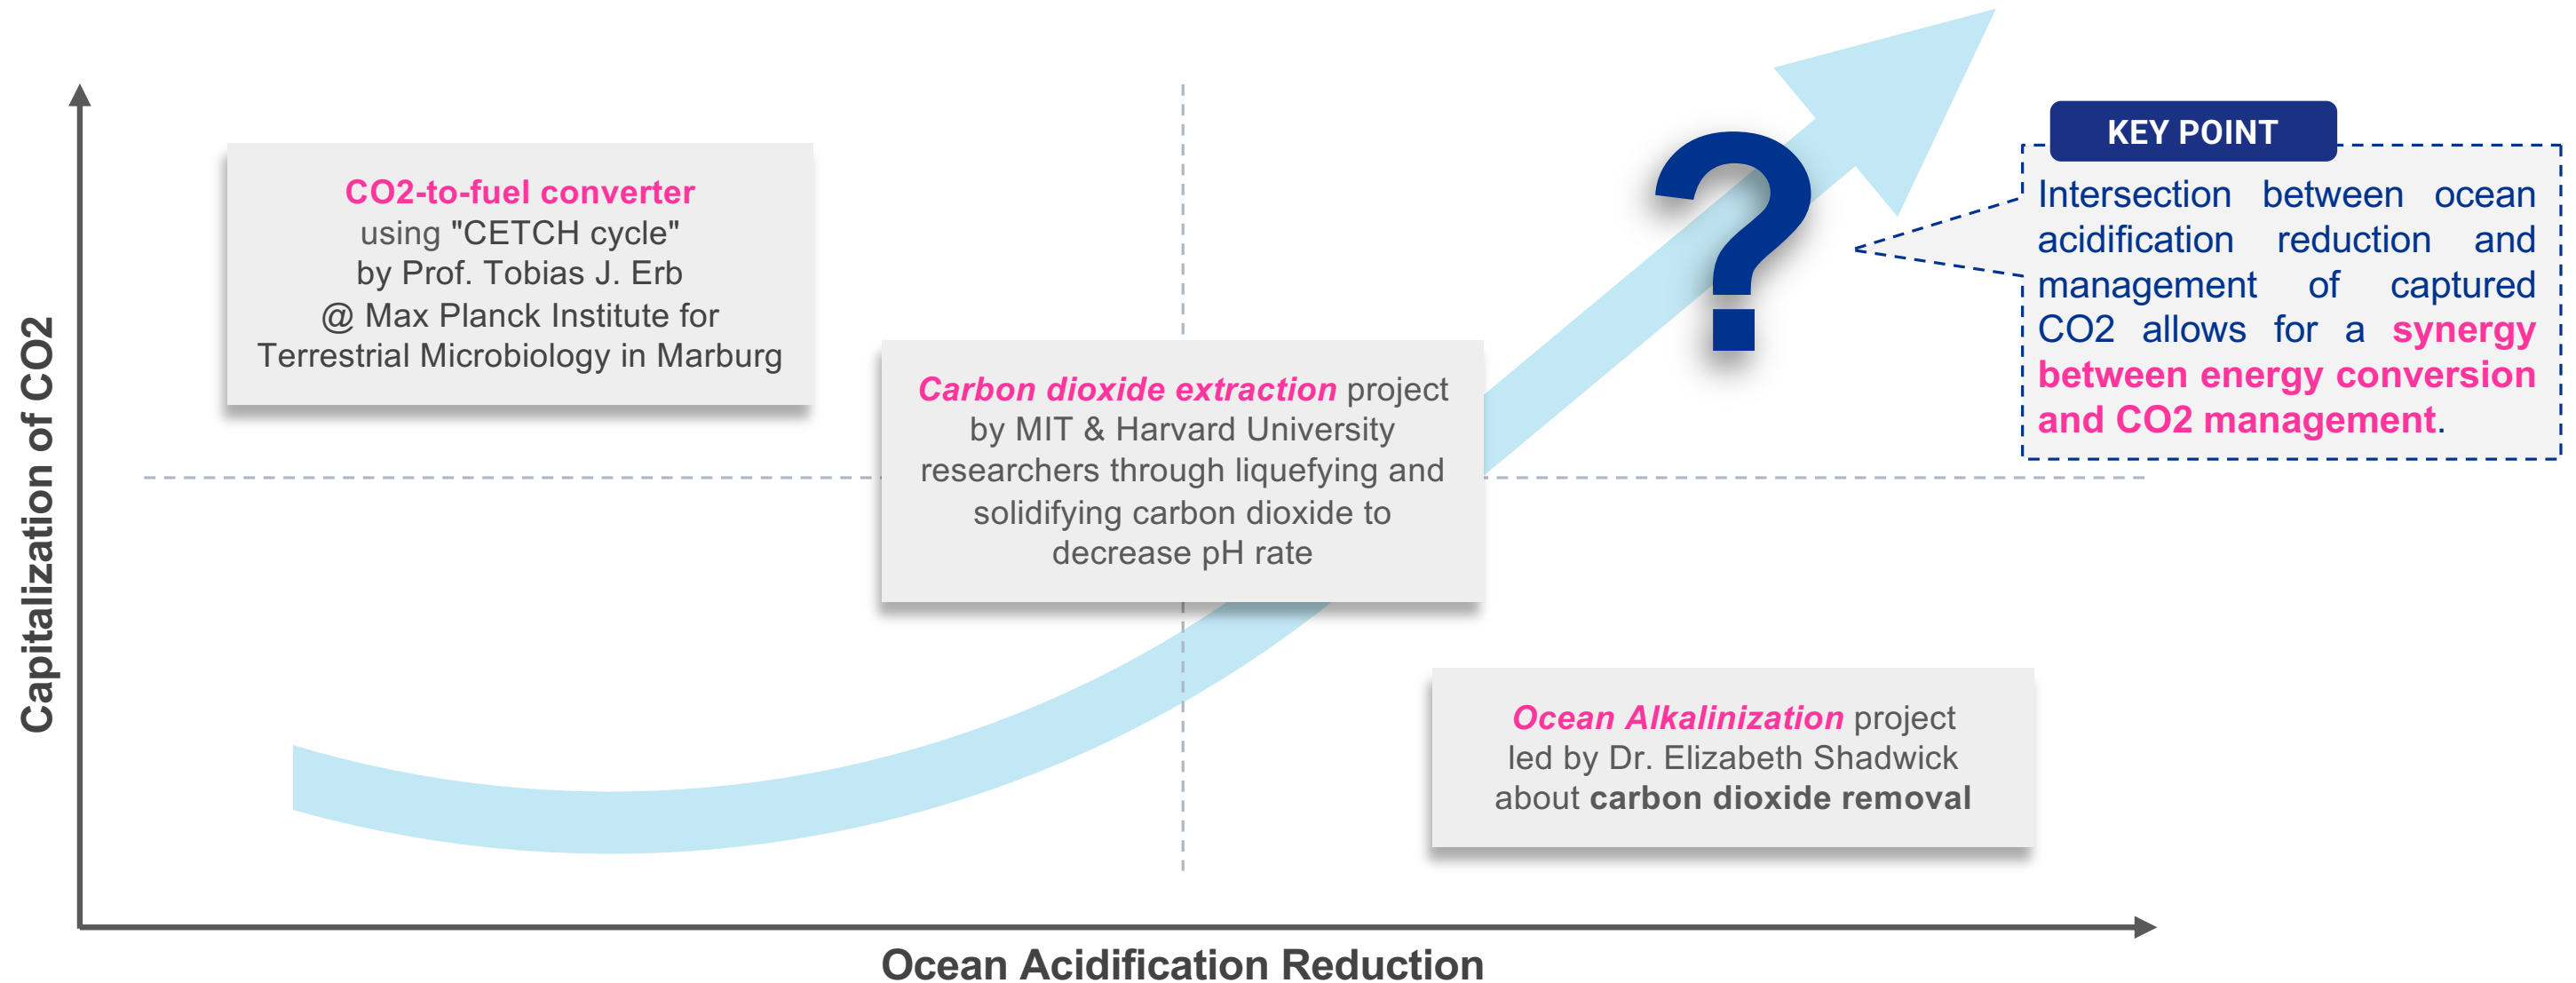 Capitalization of CO2
CO2-to-fuel converter
using "CETCH cycle"
by Prof. Tobias J. Erb
@ Max Planck Institute for
Terrestrial Microbiology in Marburg
Carbon dioxide extraction project
by MIT & Harvard University
researchers through liquefying and
solidifying carbon dioxide to
decrease pH rate
?
KEY POINT
Intersection between ocean
acidification reduction and
management of captured
CO2 allows for a synergy
between energy conversion
and CO2 management.
Ocean Alkalinization project
led by Dr. Elizabeth Shadwick
about carbon dioxide removal
Ocean Acidification Reduction